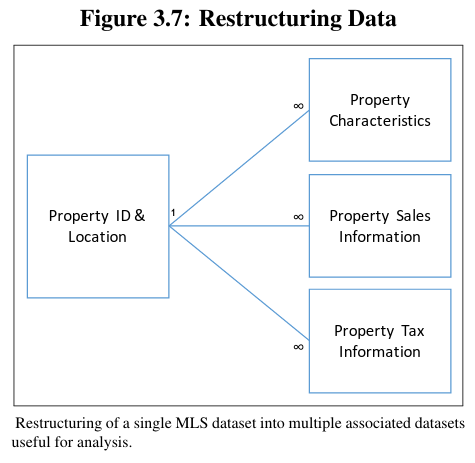 Figure 3.7: Restructuring Data
Property
Characteristics
∞
Property ID &
Location
1
∞
Property Sales
Information
∞
Property Tax
Information
Restructuring of a single MLS dataset into multiple associated datasets
useful for analysis.